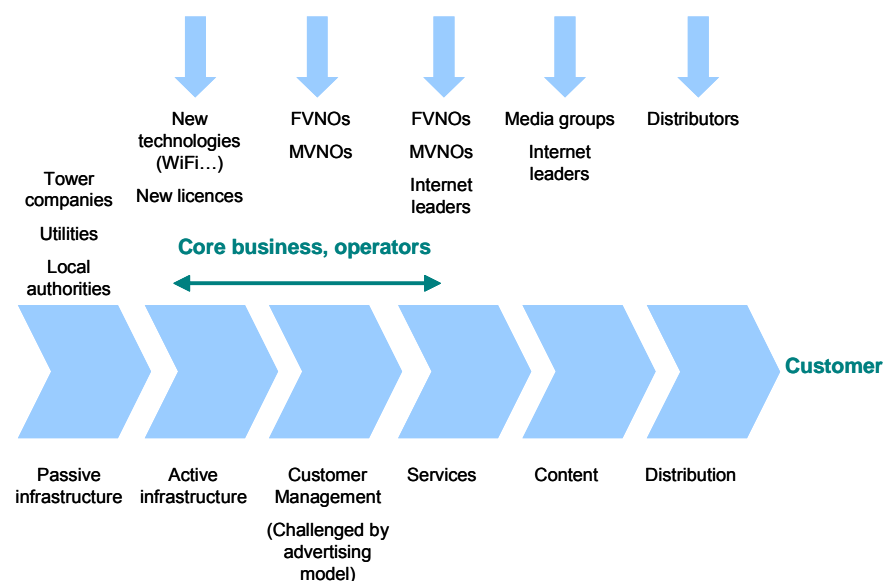 New
technologies
(WiFi…)
New licences
FVNOs
MVNOs
FVNOs
MVNOs
Internet
leaders
Media groups
Internet
leaders
Distributors
Tower
companies
Utilities
Local
authorities
Core business, operators
Customer
Passive
infrastructure
Active
infrastructure
Customer
Management
(Challenged by
advertising
model)
Services
Content
Distribution